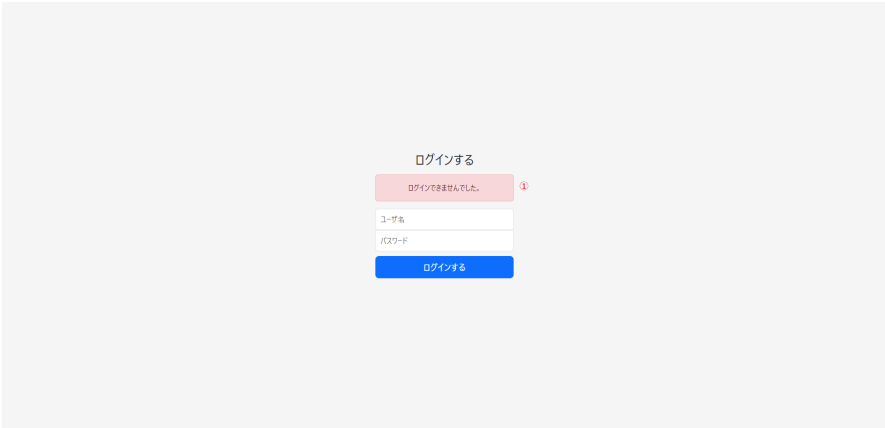 ログインする
ログインできませんでした。 ①
ユーザ名
パスワード
ログインする